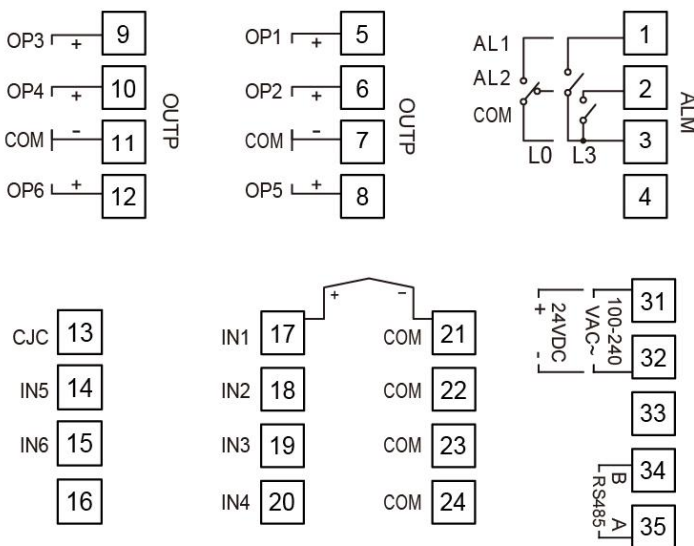 OP3 + 9
OP4 + 10
COM - 11
OP6 + 12
OUTP
OP1 + 5
OP2 + 6
COM - 7
OP5 + 8
OUTP
AL1 1
AL2 2
COM 3
L0 L3
4
ALM
CJC 13
IN5 14
IN6 15
16
+ -
IN1 17 COM 21
IN2 18 COM 22
IN3 19 COM 23
IN4 20 COM 24
31
32
33
34
35
100-240
VAC~
24VDC
+ -
B A
RS485